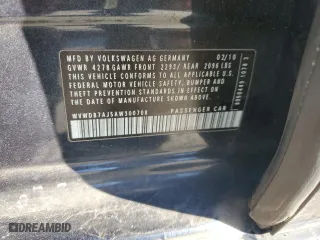 MFD. BY VOLKSWAGEN AG GERMANY 02/10
GVWR 4278 GAWR FRONT 2293/ REAR 2096 LBS
THIS VEHICLE CONFORMS TO ALL APPLICABLE U.S.
FEDERAL MOTOR VEHICLE SAFETY, BUMPER AND
THEFT PREVENTION STANDARDS IN EFFECT ON THE
DATE OF MANUFACTURE SHOWN ABOVE.
PASSENGER CAR
DREAMBID.COM